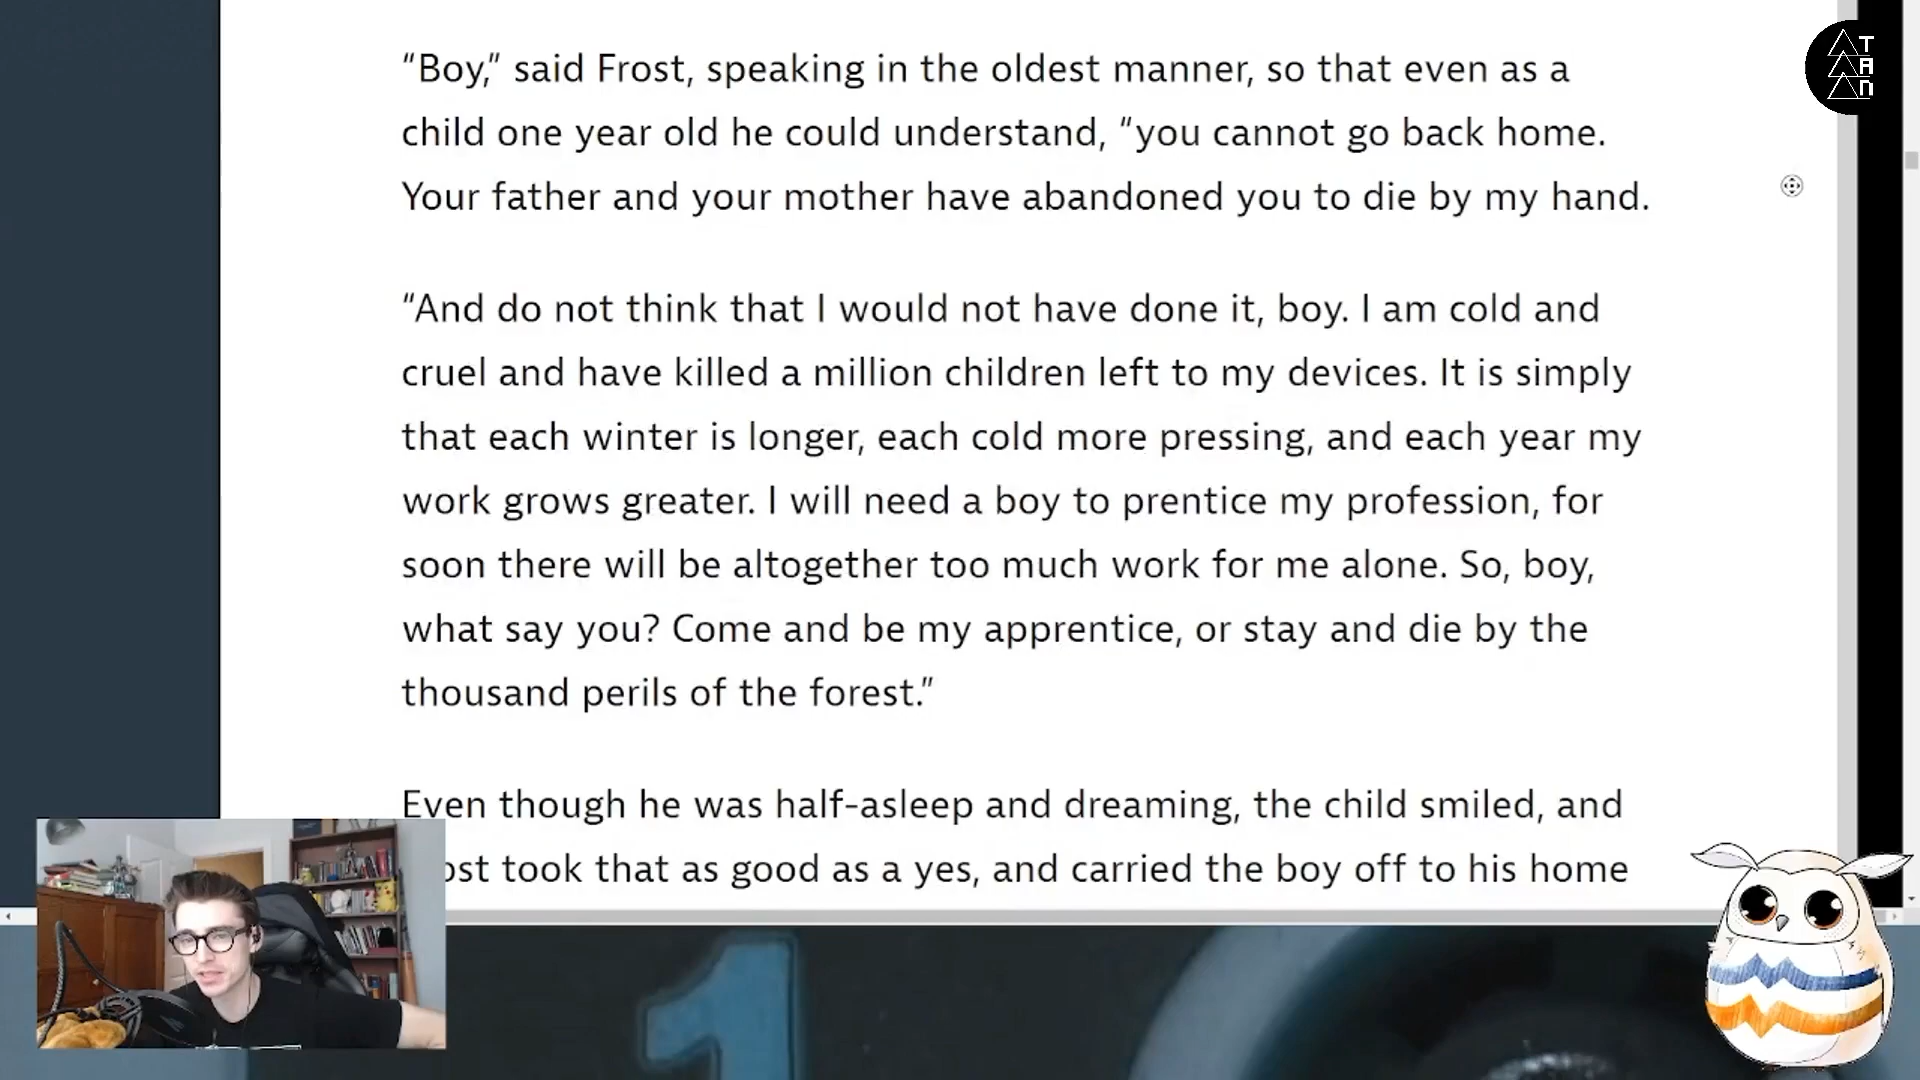 “Boy,” said Frost, speaking in the oldest manner, so that even as a
child one year old he could understand, “you cannot go back home.
Your father and your mother have abandoned you to die by my hand.
“And do not think that I would not have done it, boy. I am cold and
cruel and have killed a million children left to my devices. It is simply
that each winter is longer, each cold more pressing, and each year my
work grows greater. I will need a boy to prentice my profession, for
soon there will be altogether too much work for me alone. So, boy,
what say you? Come and be my apprentice, or stay and die by the
thousand perils of the forest.”
Even though he was half-asleep and dreaming, the child smiled, and
ost took that as good as a yes, and carried the boy off to his home
TAN
1